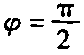 φ = π/2